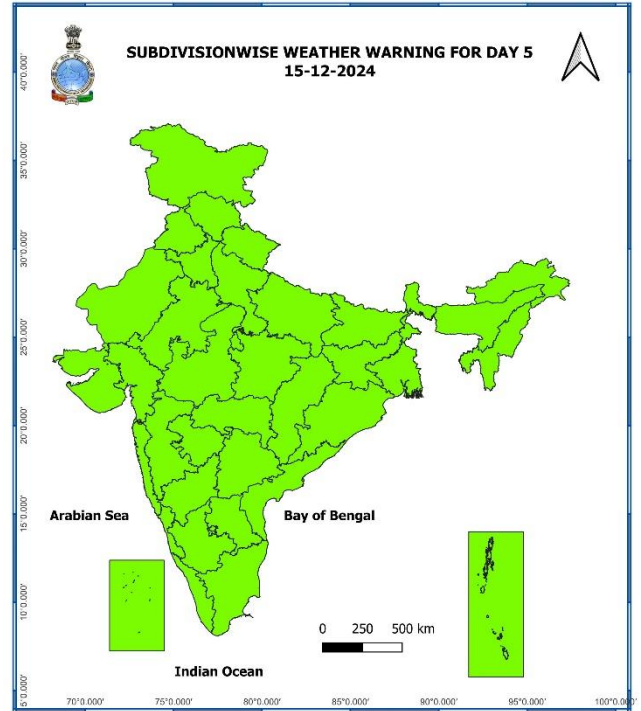 SUBDIVISIONWISE WEATHER WARNING FOR DAY 5
15-12-2024
40°0.000'
35°0.000'
30°0.000'
25°0.000'
20°0.000'
15°0.000'
10°0.000'
5°0.000'
Arabian Sea
Bay of Bengal
0 250 500 km
Indian Ocean
70°0.000' 75°0.000' 80°0.000' 85°0.000' 90°0.000' 95°0.000' 100°0.000'